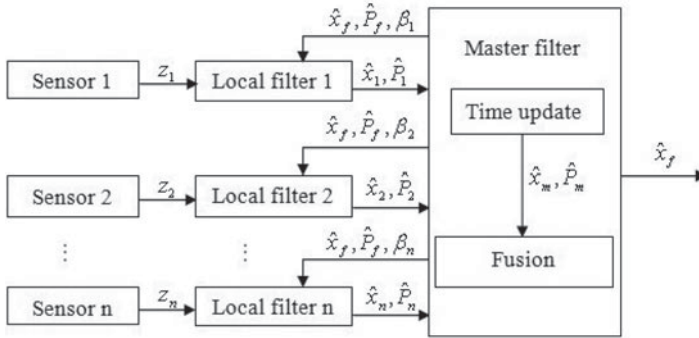 x̂_f, P̂_f, β_1
Master filter
Sensor 1
z_1
Local filter 1
x̂_1, P̂_1
Time update
x̂_f, P̂_f, β_2
x̂_f
Sensor 2
z_2
Local filter 2
x̂_2, P̂_2
x̂_m, P̂_m
⋮
⋮
x̂_f, P̂_f, β_n
Fusion
Sensor n
z_n
Local filter n
x̂_n, P̂_n